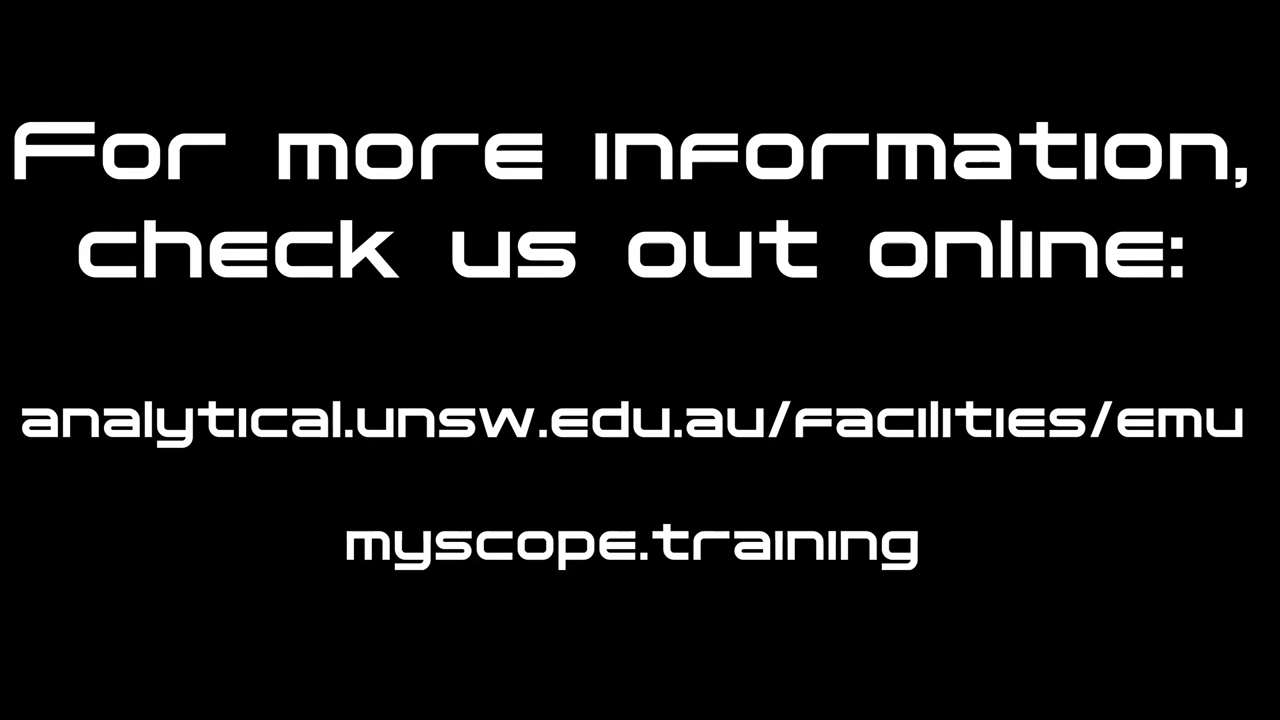 For more information,
check us out online:
analytical.unsw.edu.au/facilities/emu
myscope.training